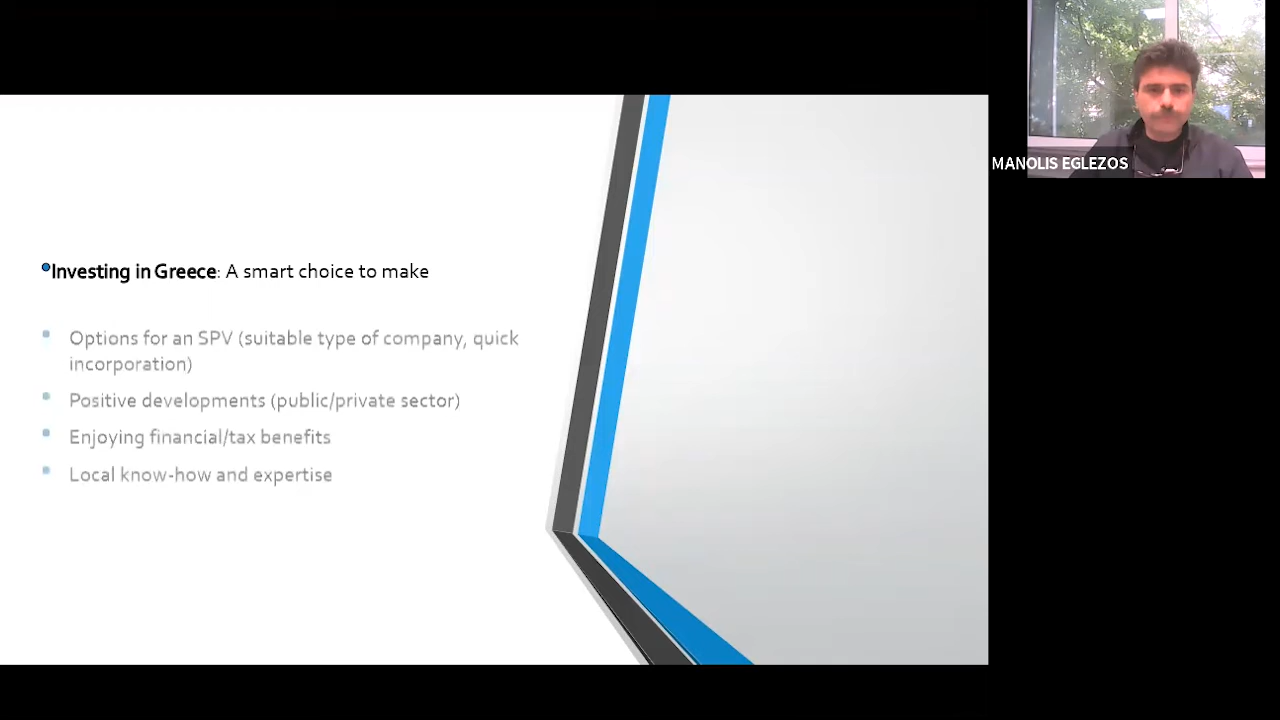 MANOLIS EGLEZOS
Investing in Greece: A smart choice to make
Options for an SPV (suitable type of company, quick
incorporation)
Positive developments (public/private sector)
Enjoying financial/tax benefits
Local know-how and expertise